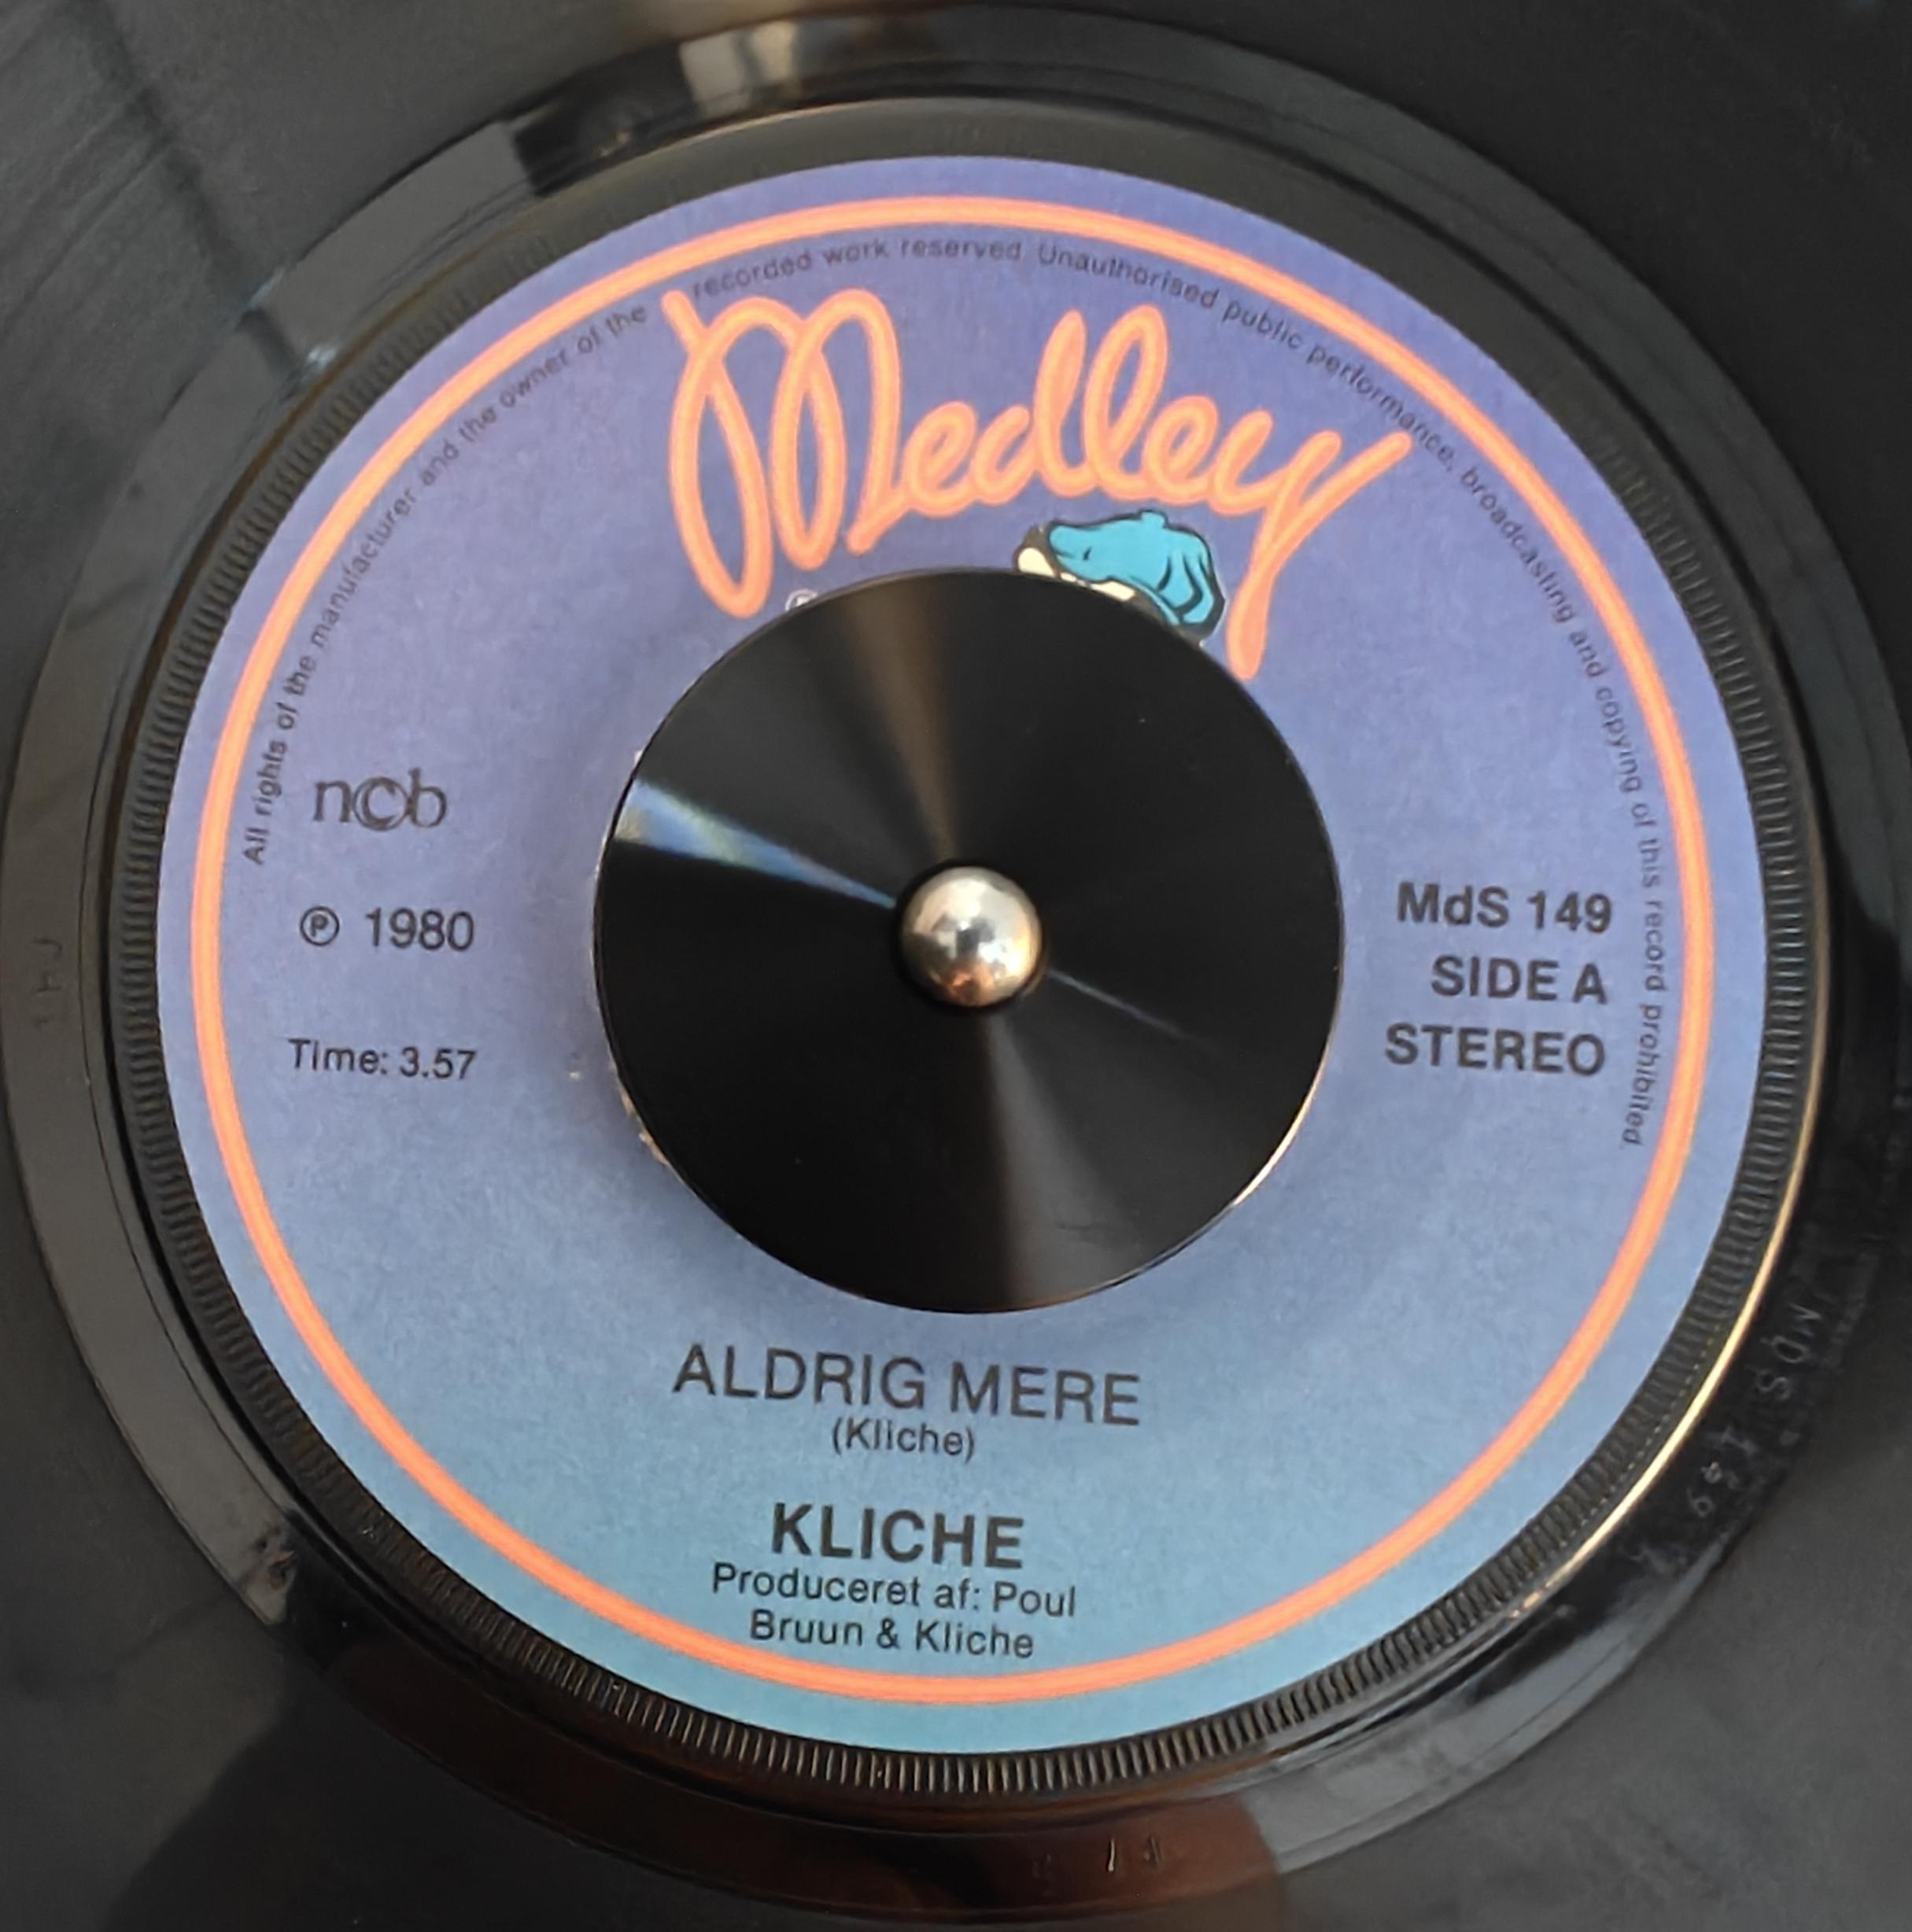 All rights of the manufacturer and the owner of the recorded work reserved. Unauthorised public performance, broadcasting and copying of this record prohibited.
Medley
n©b
℗ 1980
Time: 3.57
MdS 149
SIDE A
STEREO
ALDRIG MERE
(Kliche)
KLICHE
Produceret af: Poul
Bruun & Kliche